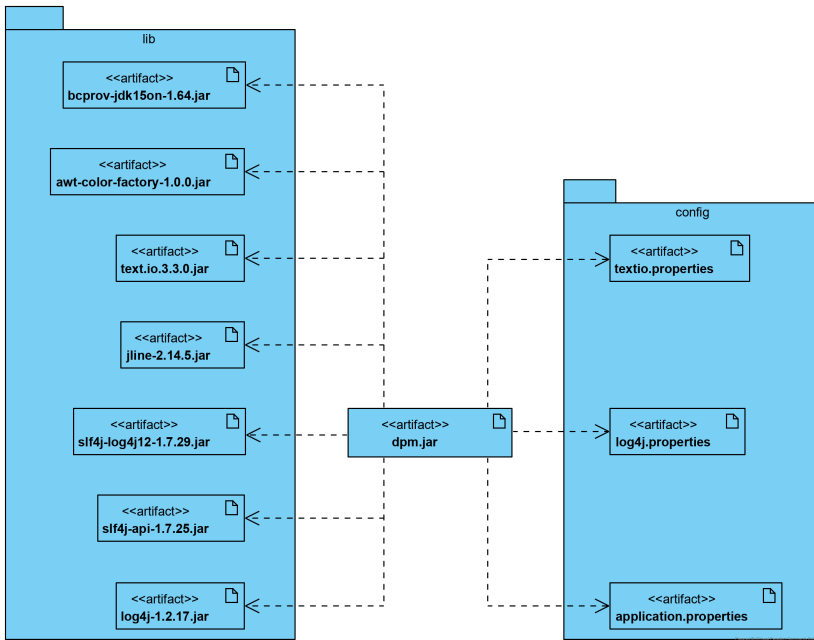 lib
<<artifact>>
bcprov-jdk15on-1.64.jar
<<artifact>>
awt-color-factory-1.0.0.jar
<<artifact>>
text.io.3.3.0.jar
<<artifact>>
jline-2.14.5.jar
<<artifact>>
slf4j-log4j12-1.7.29.jar
<<artifact>>
slf4j-api-1.7.25.jar
<<artifact>>
log4j-1.2.17.jar
<<artifact>>
dpm.jar
config
<<artifact>>
textio.properties
<<artifact>>
log4j.properties
<<artifact>>
application.properties